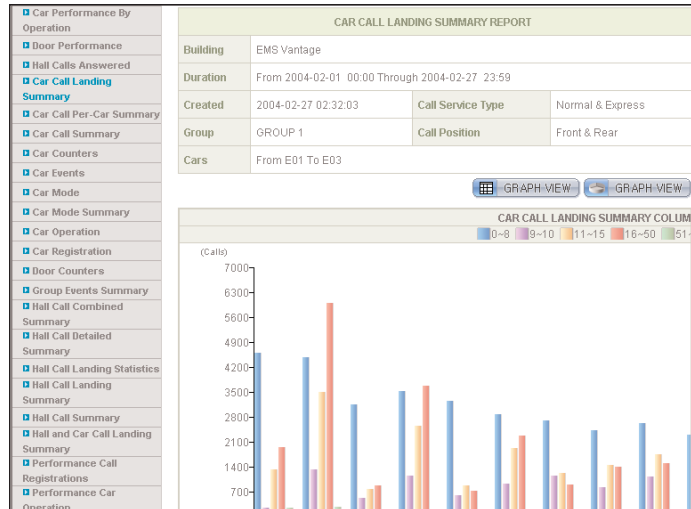 Car Performance By
Operation
Door Performance
Hall Calls Answered
Car Call Landing
Summary
Car Call Per-Car Summary
Car Call Summary
Car Counters
Car Events
Car Mode
Car Mode Summary
Car Operation
Car Registration
Door Counters
Group Events Summary
Hall Call Combined
Summary
Hall Call Detailed
Summary
Hall Call Landing Statistics
Hall Call Landing
Summary
Hall Call Summary
Hall and Car Call Landing
Summary
Performance Call
Registrations
Performance Car
Operation
CAR CALL LANDING SUMMARY REPORT
Building EMS Vantage
Duration From 2004-02-01 00:00 Through 2004-02-27 23:59
Created 2004-02-27 02:32:03 Call Service Type Normal & Express
Group GROUP 1 Call Position Front & Rear
Cars From E01 To E03
GRAPH VIEW GRAPH VIEW
CAR CALL LANDING SUMMARY COLUM
0~8 9~10 11~15 16~50 51~
(Calls)
7000
6300
5600
4900
4200
3500
2800
2100
1400
700